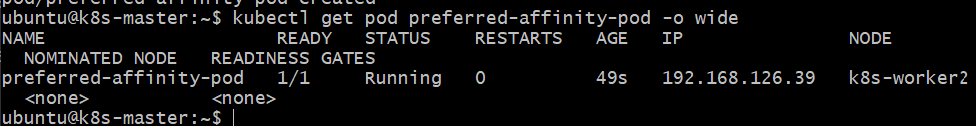 pod/preferred-affinity-pod created
ubuntu@k8s-master:~$ kubectl get pod preferred-affinity-pod -o wide
NAME                     READY   STATUS    RESTARTS   AGE   IP               NODE
  NOMINATED NODE   READINESS GATES
preferred-affinity-pod   1/1     Running   0          49s   192.168.126.39   k8s-worker2
  <none>           <none>
ubuntu@k8s-master:~$